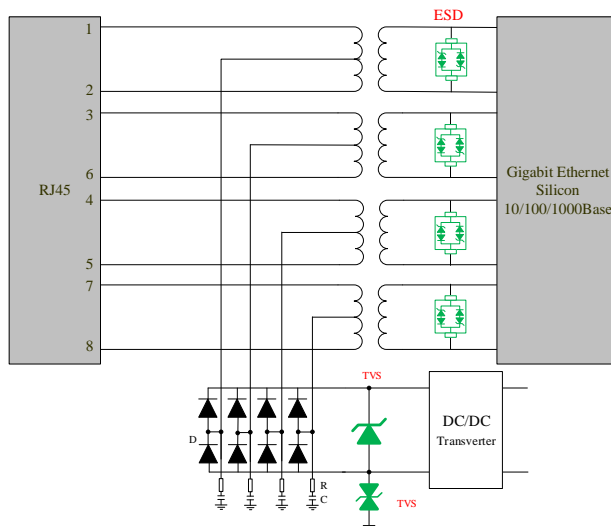 ESD
1
2
3
6
4
5
7
8
RJ45
Gigabit Ethernet
Silicon
10/100/1000Base
TVS
DC/DC
Transverter
D
R
C
TVS